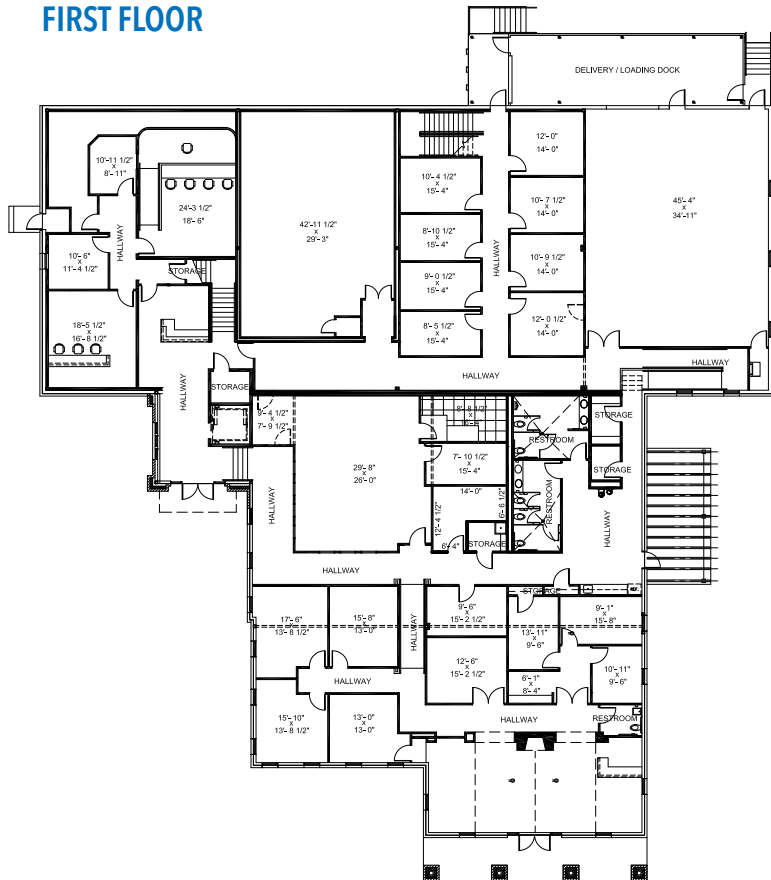 FIRST FLOOR
DELIVERY / LOADING DOCK
10'-11 1/2"
x
8'- 11"
24'-3 1/2"
x
18'- 6"
HALLWAY
10'- 6"
x
11'- 4 1/2"
STORAGE
18'-5 1/2"
x
16'- 8 1/2"
HALLWAY
STORAGE
42'-11 1/2"
x
29'- 3"
10'- 4 1/2"
x
15'- 4"
8'-10 1/2"
x
15'- 4"
9'- 0 1/2"
x
15'- 4"
8'- 5 1/2"
x
15'- 4"
HALLWAY
12'- 0"
x
14'- 0"
10'- 7 1/2"
x
14'- 0"
10'- 9 1/2"
x
14'- 0"
12'- 0 1/2"
x
14'- 0"
45'- 4"
x
34'-11"
HALLWAY
HALLWAY
9'- 4 1/2"
x
7'- 9 1/2"
29'- 8"
x
26'- 0"
7'- 10 1/2"
x
15'- 4"
14'- 0"
12'- 4 1/2"
6'- 6 1/2"
6'- 4"
STORAGE
RESTROOM
RESTROOM
STORAGE
STORAGE
HALLWAY
HALLWAY
HALLWAY
STORAGE
17'- 6"
x
13'- 8 1/2"
15'- 8"
x
13'- 0"
HALLWAY
9'- 6"
x
15'- 2 1/2"
13'- 11"
x
9'- 6"
9'- 1"
x
15'- 8"
12'- 6"
x
15'- 2 1/2"
6'- 1"
x
8'- 4"
10'- 11"
x
9'- 6"
HALLWAY
15'- 10"
x
13'- 8 1/2"
13'- 0"
x
13'- 0"
HALLWAY
RESTROOM